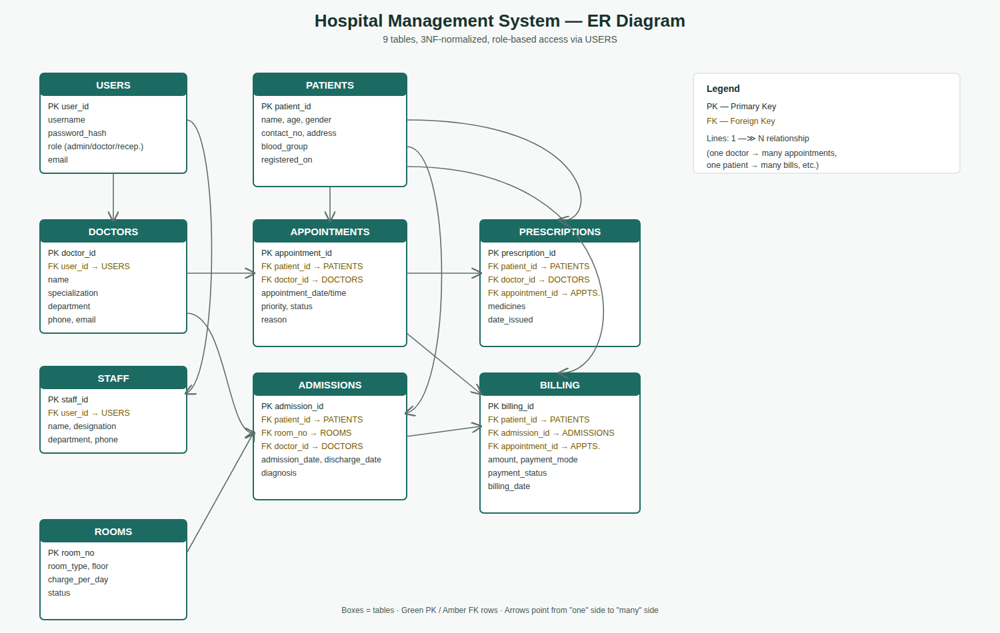 Hospital Management System — ER Diagram
9 tables, 3NF-normalized, role-based access via USERS
USERS
PK user_id
username
password_hash
role (admin/doctor/recep.)
email
PATIENTS
PK patient_id
name, age, gender
contact_no, address
blood_group
registered_on
Legend
PK — Primary Key
FK — Foreign Key
Lines: 1 —≫ N relationship
(one doctor → many appointments,
one patient → many bills, etc.)
DOCTORS
PK doctor_id
FK user_id → USERS
name
specialization
department
phone, email
APPOINTMENTS
PK appointment_id
FK patient_id → PATIENTS
FK doctor_id → DOCTORS
appointment_date/time
priority, status
reason
PRESCRIPTIONS
PK prescription_id
FK patient_id → PATIENTS
FK doctor_id → DOCTORS
FK appointment_id → APPTS.
medicines
date_issued
STAFF
PK staff_id
FK user_id → USERS
name, designation
department, phone
ADMISSIONS
PK admission_id
FK patient_id → PATIENTS
FK room_no → ROOMS
FK doctor_id → DOCTORS
admission_date, discharge_date
diagnosis
BILLING
PK billing_id
FK patient_id → PATIENTS
FK admission_id → ADMISSIONS
FK appointment_id → APPTS.
amount, payment_mode
payment_status
billing_date
ROOMS
PK room_no
room_type, floor
charge_per_day
status
Boxes = tables · Green PK / Amber FK rows · Arrows point from "one" side to "many" side